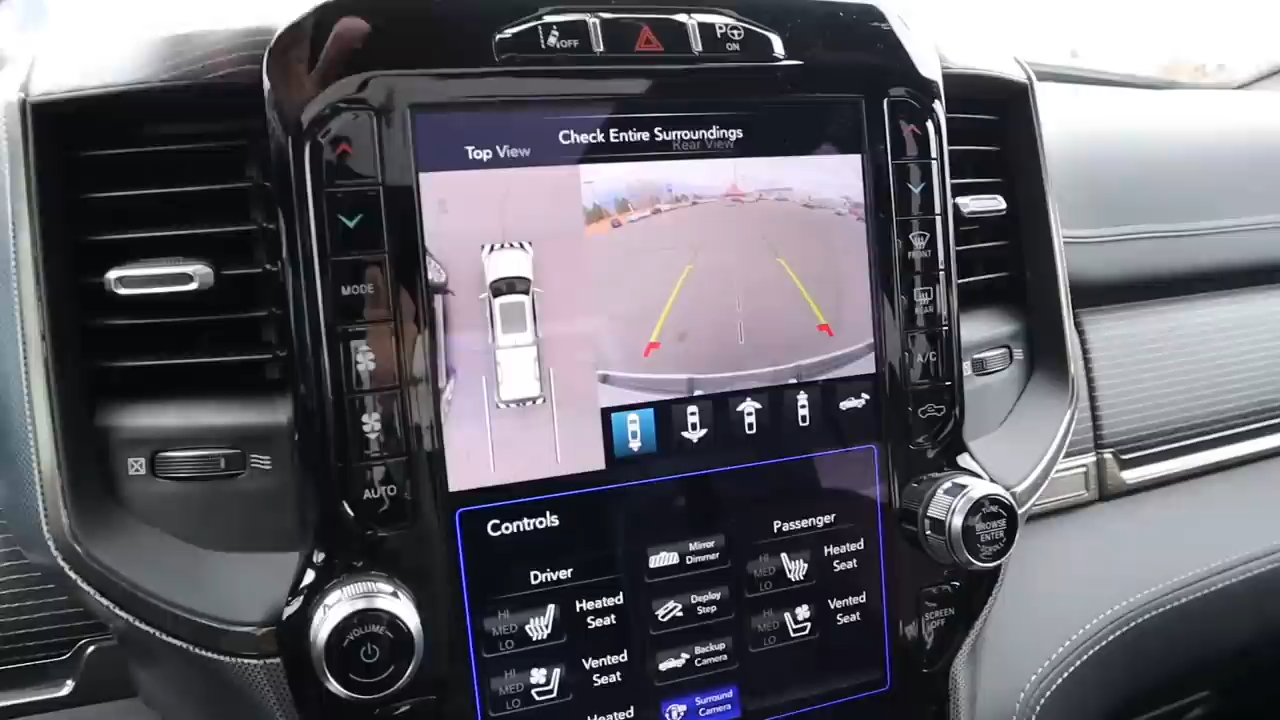 OFF
P
ON
Check Entire Surroundings
Top View
Rear View
MODE
FRONT
REAR
A/C
AUTO
TUNE
BROWSE
ENTER
SCROLL
VOLUME
SCREEN
OFF
Controls
Driver
HI
MED
LO
Heated
Seat
HI
MED
LO
Vented
Seat
Heated
Mirror
Dimmer
Deploy
Step
Backup
Camera
Surround
Camera
Passenger
HI
MED
LO
Heated
Seat
HI
MED
LO
Vented
Seat